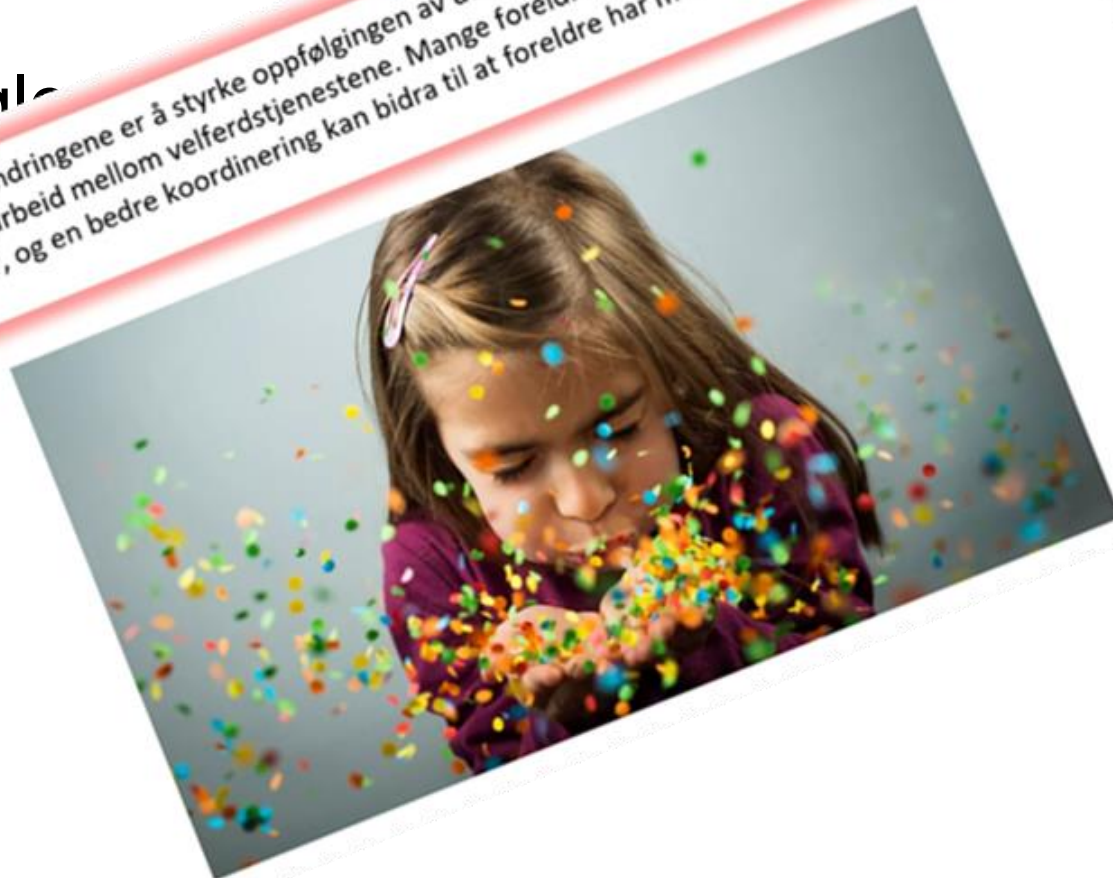 ndringene er å styrke oppfølgingen av
rbeid mellom velferdstjenestene. Mange
, og en bedre koordinering kan bidra til at foreldre har